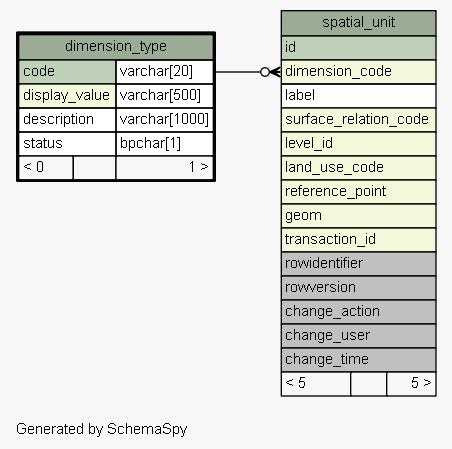 dimension_type
code varchar[20]
display_value varchar[500]
description varchar[1000]
status bpchar[1]
< 0 1 >
spatial_unit
id
dimension_code
label
surface_relation_code
level_id
land_use_code
reference_point
geom
transaction_id
rowidentifier
rowversion
change_action
change_user
change_time
< 5 5 >
Generated by SchemaSpy